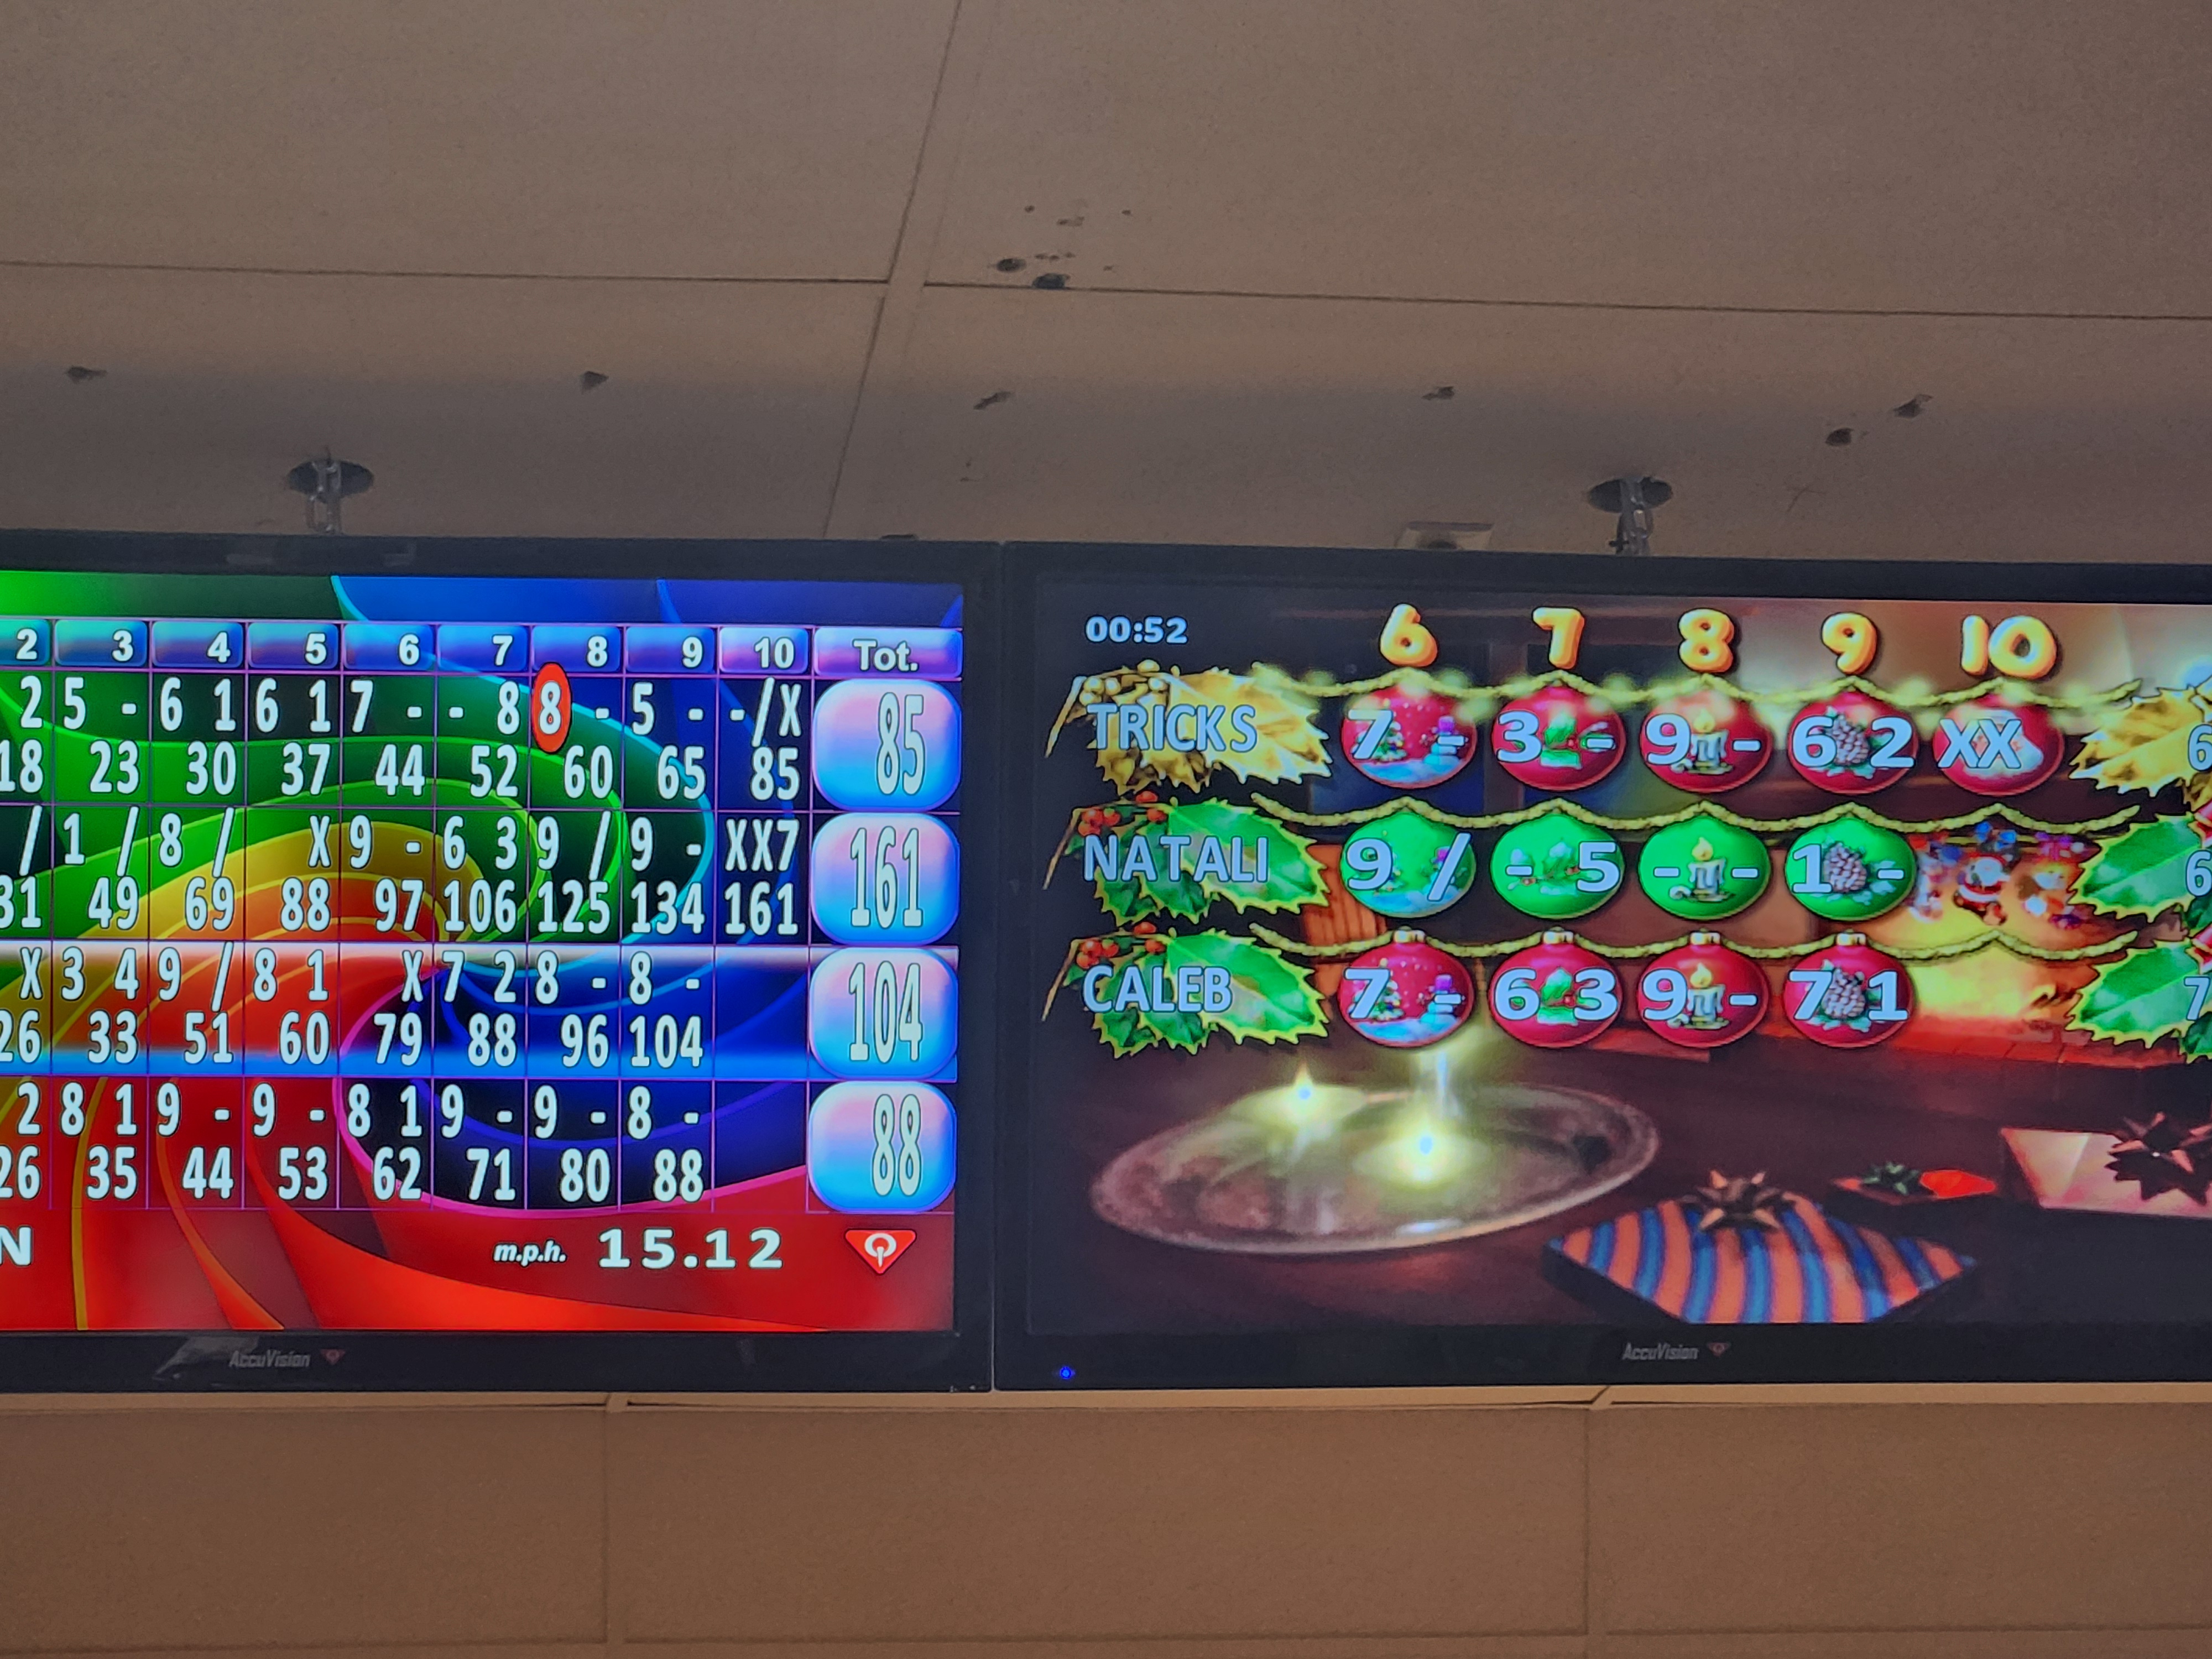 2 3 4 5 6 7 8 9 10 Tot.
2 5 - 6 1 6 1 7 - - 8 8 - 5 - - / X 85
18 23 30 37 44 52 60 65 85
/ 1 / 8 / X 9 - 6 3 9 / 9 - X X 7 161
31 49 69 88 97 106 125 134 161
X 3 4 9 / 8 1 X 7 2 8 - 8 - 104
26 33 51 60 79 88 96 104
2 8 1 9 - 9 - 8 1 9 - 9 - 8 - 88
26 35 44 53 62 71 80 88
N m.p.h. 15.12
AccuVision
00:52 6 7 8 9 10
TRICKS 7 - 3 - 9 - 6 2 XX 6
NATALI 9 / - 5 - - 1 - 6
CALEB 7 - 6 3 9 - 7 1 7
AccuVision